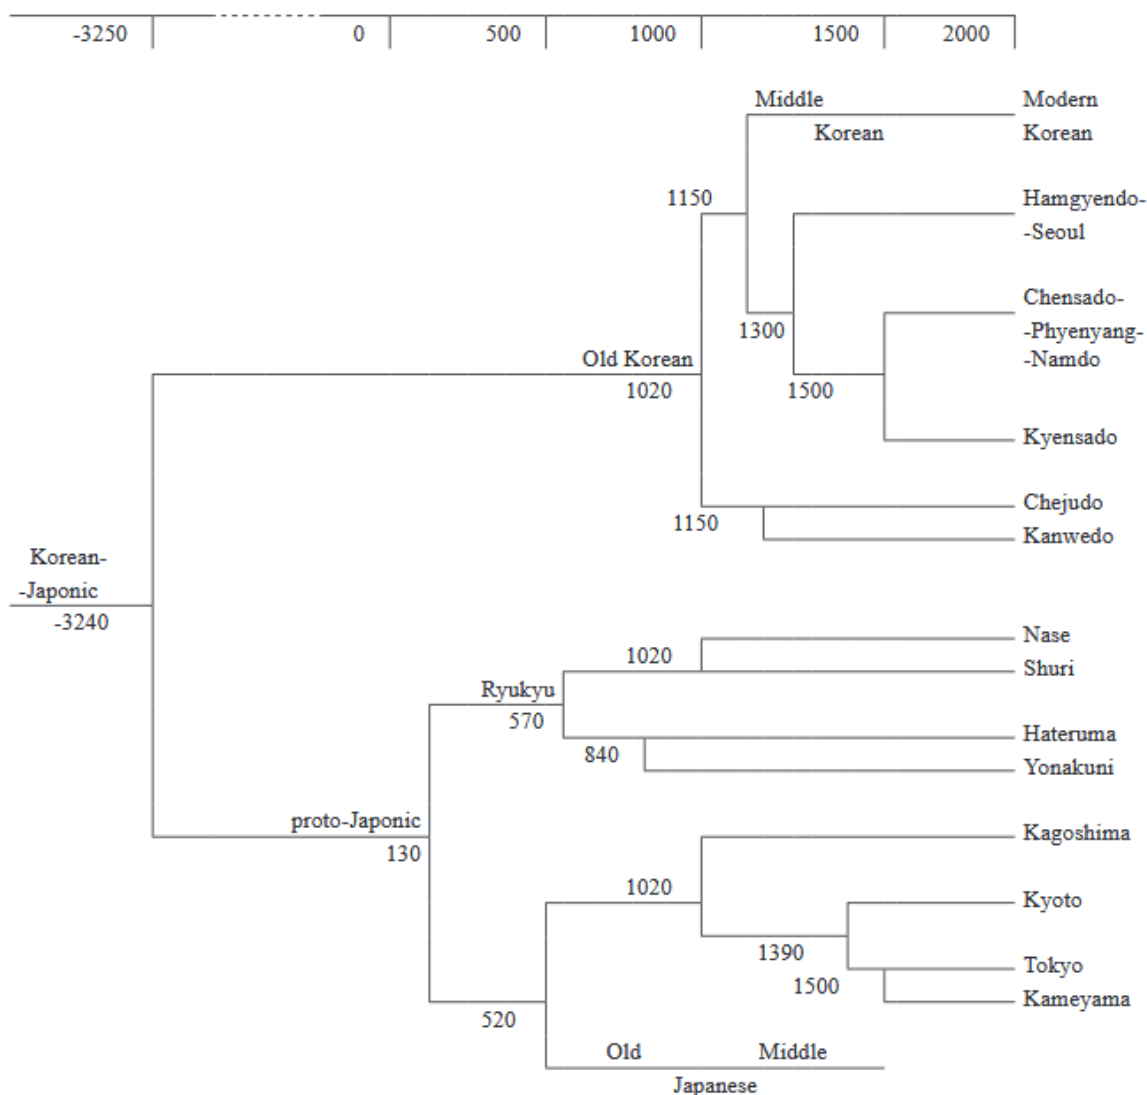 -3250 0 500 1000 1500 2000
Middle Modern
Korean Korean
1150 Hamgyendo-
-Seoul
Chensado-
1300 -Phyenyang-
Old Korean -Namdo
1020 1500
Kyensado
Chejudo
1150 Kanwedo
Korean-
-Japonic
-3240
Nase
1020 Shuri
Ryukyu
570
Hateruma
840 Yonakuni
proto-Japonic Kagoshima
130
1020 Kyoto
1390 Tokyo
1500 Kameyama
520
Old Middle
Japanese